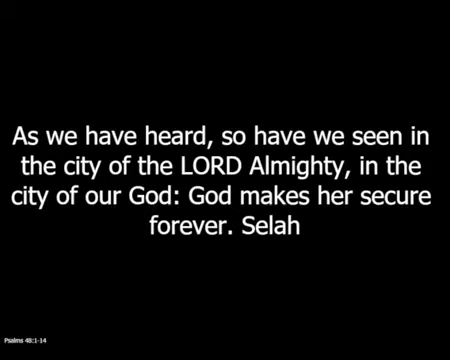 As we have heard, so have we seen in
the city of the LORD Almighty, in the
city of our God: God makes her secure
forever. Selah
Psalms 48:1-14